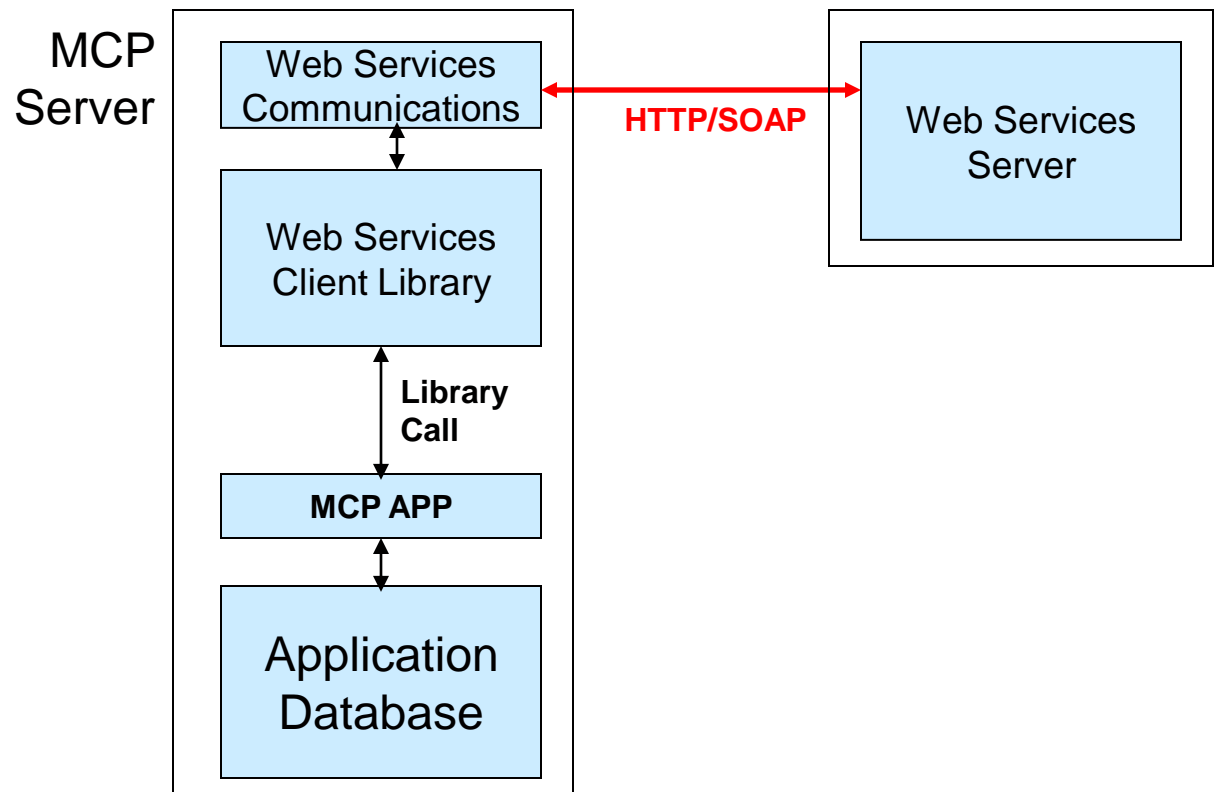 MCP
Server
Web Services
Communications
HTTP/SOAP
Web Services
Server
Web Services
Client Library
Library
Call
MCP APP
Application
Database